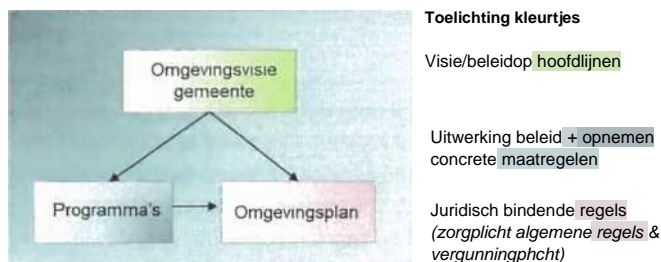 Toelichting kleurtjes
Omgevingsvisie
gemeente
Visie/beleidop hoofdlijnen
Uitwerking beleid + opnemen
concrete maatregelen
Programma's
Omgevingsplan
Juridisch bindende regels
(zorgplicht algemene regels &
vergunningphcht)